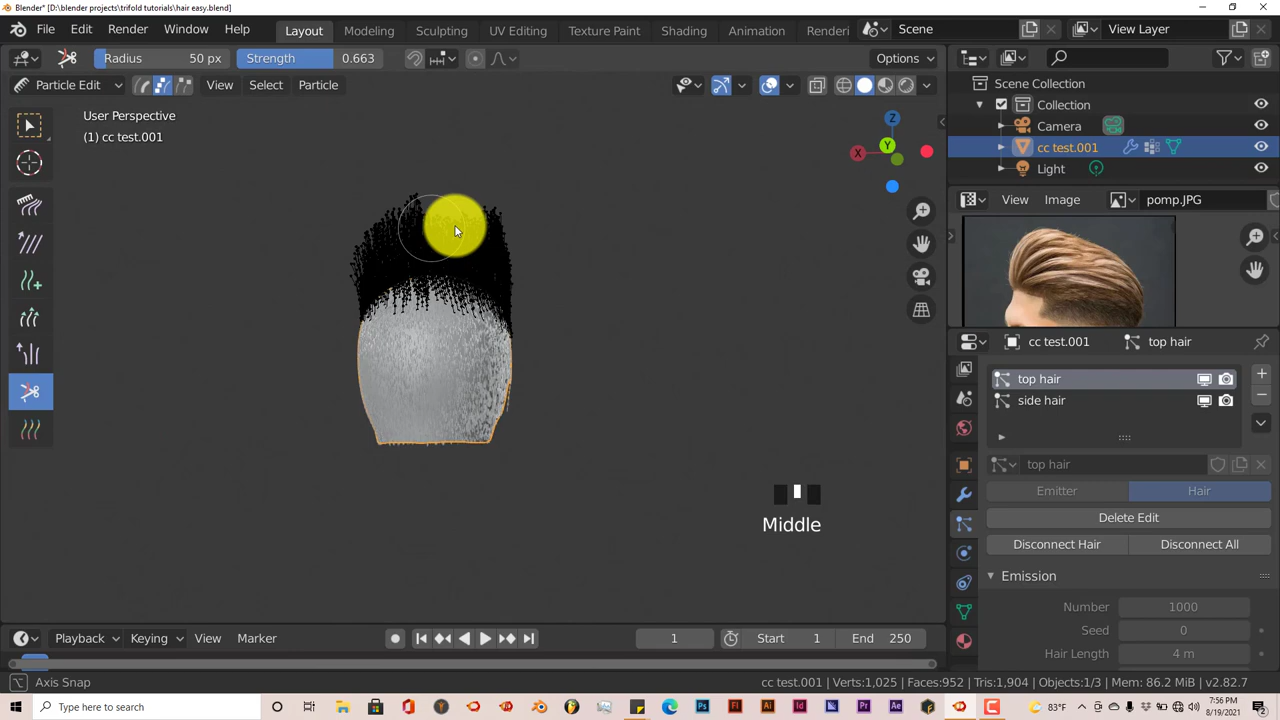 Blender* [D:\blender projects\trifold tutorials\hair easy.blend]
File Edit Render Window Help Layout Modeling Sculpting UV Editing Texture Paint Shading Animation Renderi Scene View Layer
Radius 50 px Strength 0.663 Options
Particle Edit View Select Particle
User Perspective
(1) cc test.001
Z
X Y
Scene Collection
Collection
Camera
cc test.001
Light
View Image pomp.JPG
cc test.001 top hair
top hair
side hair
top hair
Emitter Hair
Delete Edit
Disconnect Hair Disconnect All
Emission
Number 1000
Seed 0
Hair Length 4 m
Middle
Playback Keying View Marker 1 Start 1 End 250
Axis Snap cc test.001 | Verts:1,025 | Faces:952 | Tris:1,904 | Objects:1/3 | Mem: 86.2 MiB | v2.82.7
Type here to search
83°F
7:56 PM
8/19/2021